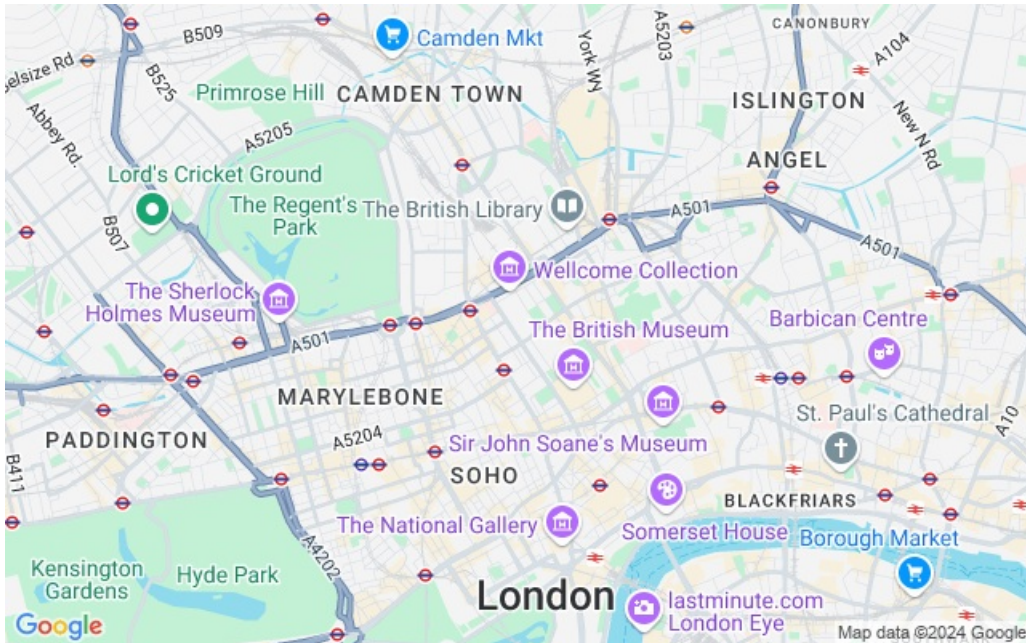 B509
Camden Mkt
York Wy
A5203
CANONBURY
A104
elsize Rd
B525
Primrose Hill
CAMDEN TOWN
ISLINGTON
New N Rd
Abbey Rd.
A5205
ANGEL
Lord's Cricket Ground
The Regent's
Park
The British Library
A501
B507
A501
Wellcome Collection
The Sherlock
Holmes Museum
A501
The British Museum
Barbican Centre
MARYLEBONE
St. Paul's Cathedral
A10
PADDINGTON
A5204
Sir John Soane's Museum
B411
SOHO
BLACKFRIARS
The National Gallery
Somerset House
Borough Market
A4202
Kensington
Gardens
Hyde Park
London
lastminute.com
London Eye
Google
Map data ©2024 Google